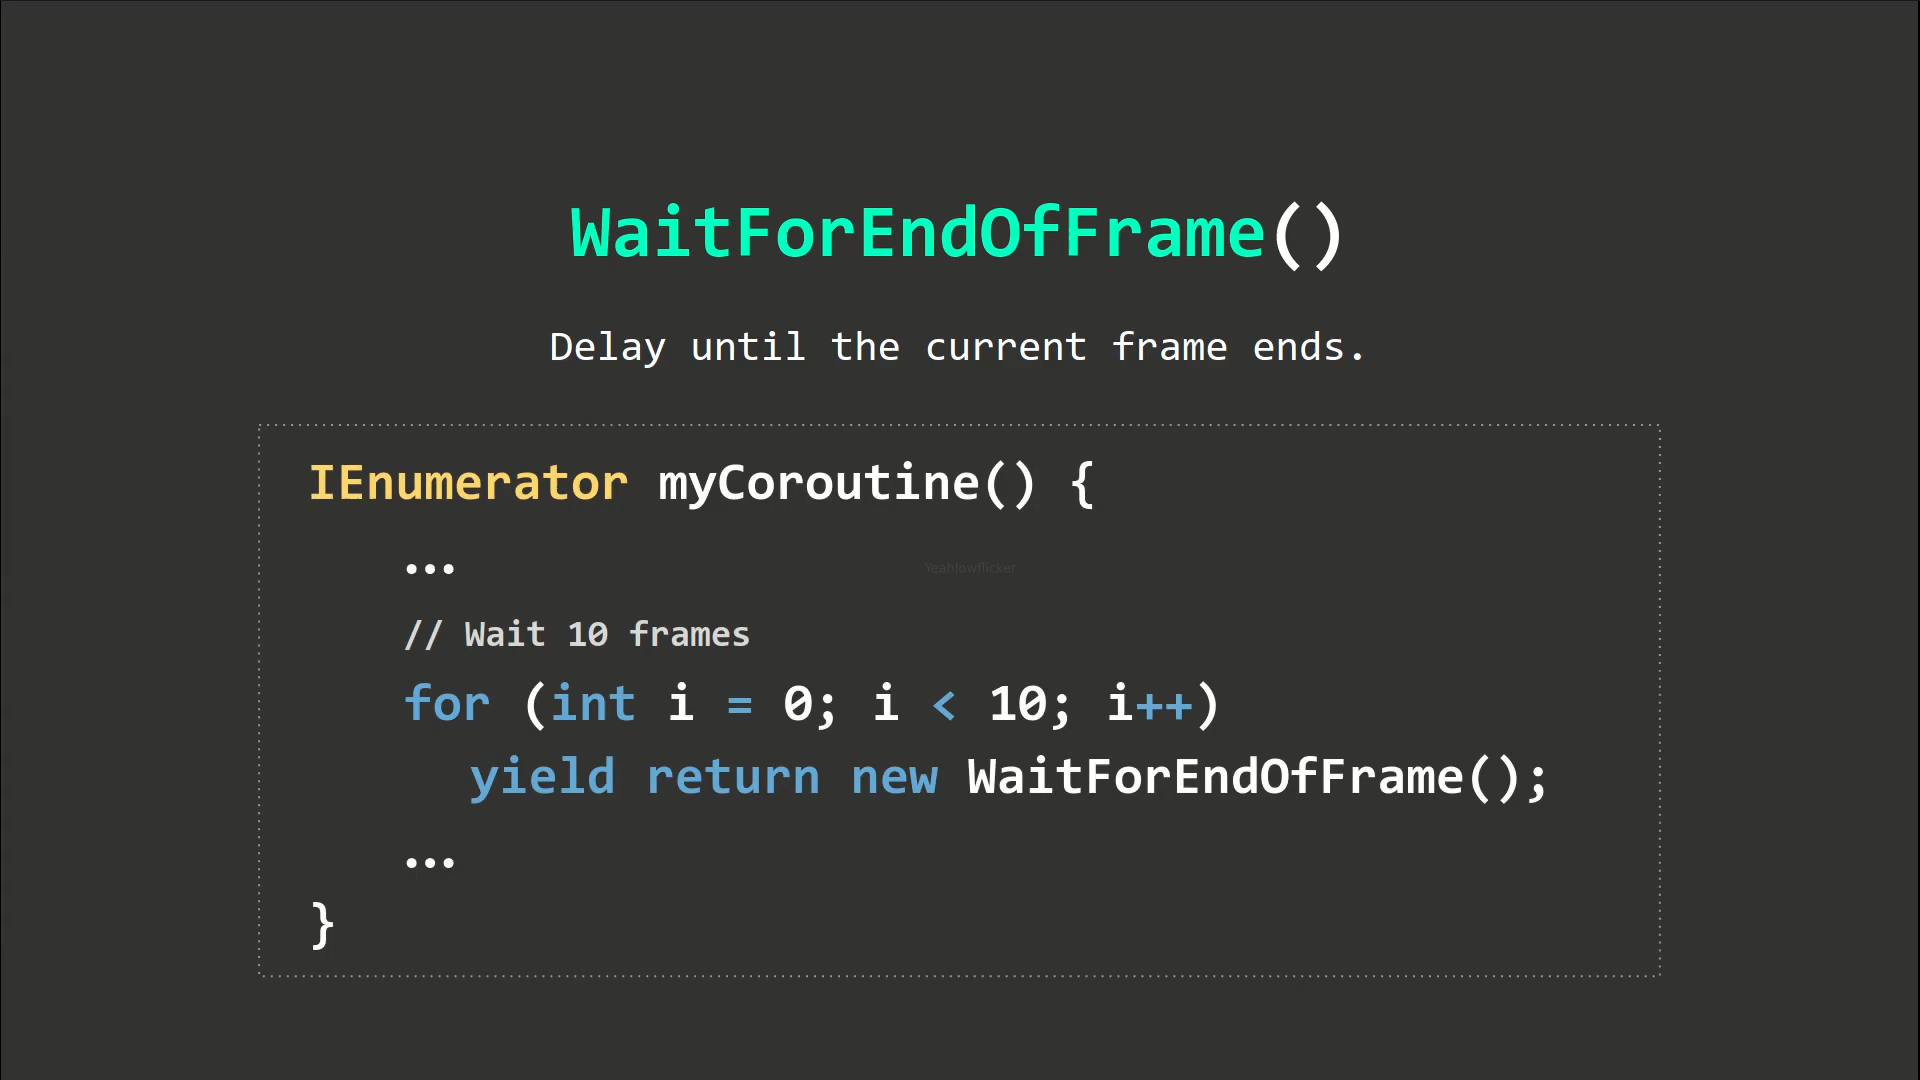 WaitForEndOfFrame()
Delay until the current frame ends.
IEnumerator myCoroutine() {
...
Yeahlowflicker
// Wait 10 frames
for (int i = 0; i < 10; i++)
yield return new WaitForEndOfFrame();
...
}